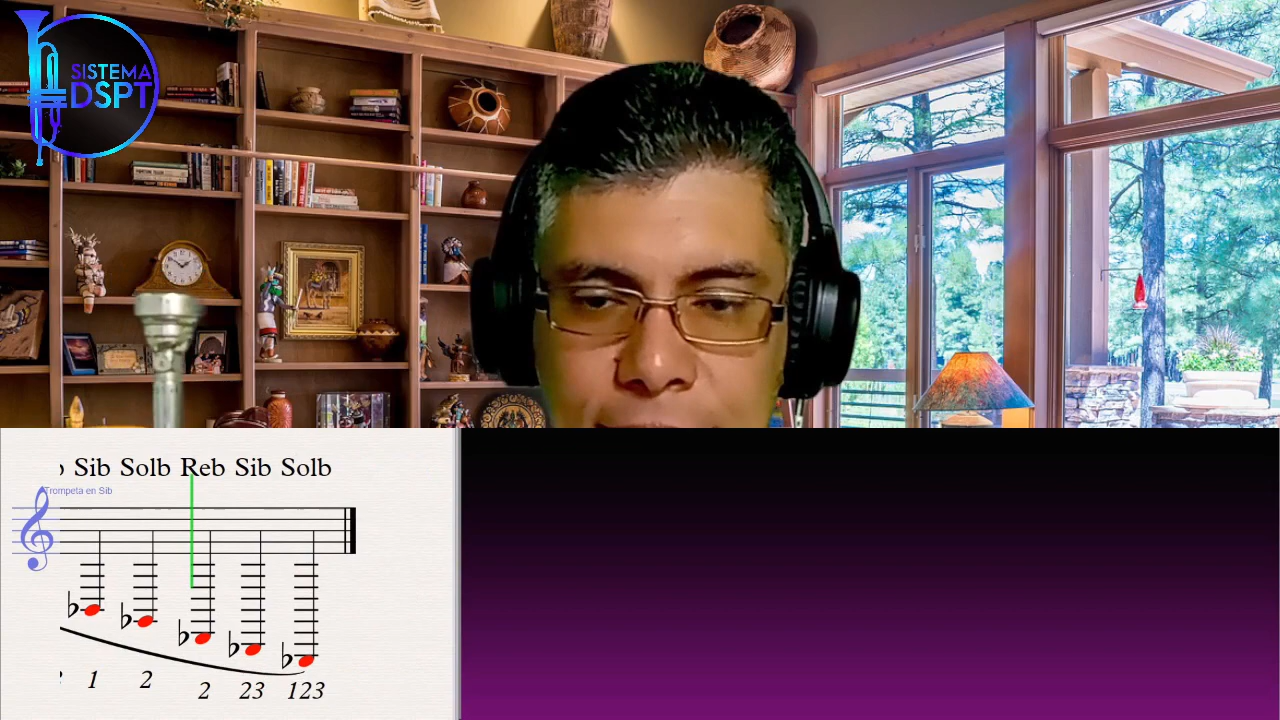 SISTEMA
DSPT
Sib Solb Reb Sib Solb
Trompeta en Sib
1 2 2 23 123